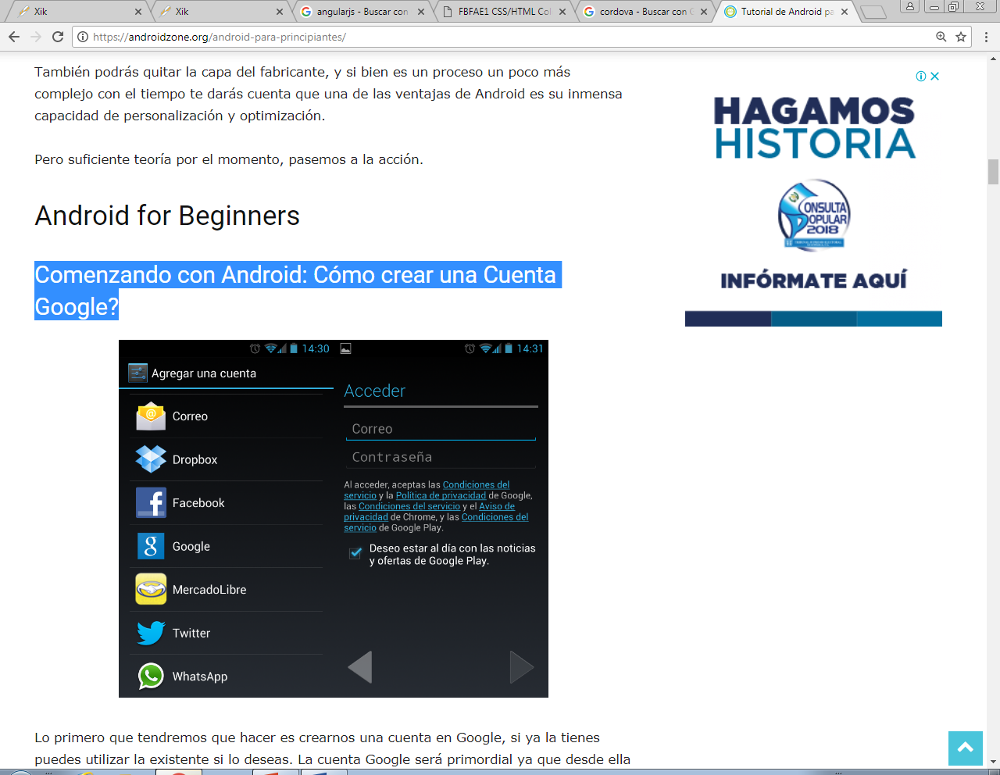 Xik
Xik
angularjs - Buscar con
FBFAE1 CSS/HTML Col
cordova - Buscar con G
Tutorial de Android pa
https://androidzone.org/android-para-principiantes/
También podrás quitar la capa del fabricante, y si bien es un proceso un poco más
complejo con el tiempo te darás cuenta que una de las ventajas de Android es su inmensa
capacidad de personalización y optimización.
Pero suficiente teoría por el momento, pasemos a la acción.
Android for Beginners
Comenzando con Android: Cómo crear una Cuenta
Google?
14:30
Agregar una cuenta
Correo
Dropbox
Facebook
Google
MercadoLibre
Twitter
WhatsApp
14:31
Acceder
Correo
Contraseña
Al acceder, aceptas las Condiciones del
servicio y la Política de privacidad de Google,
las Condiciones del servicio y el Aviso de
privacidad de Chrome, y las Condiciones del
servicio de Google Play.
Deseo estar al día con las noticias
y ofertas de Google Play.
Lo primero que tendremos que hacer es crearnos una cuenta en Google, si ya la tienes
puedes utilizar la existente si lo deseas. La cuenta Google será primordial ya que desde ella
HAGAMOS
HISTORIA
CONSULTA
POPULAR
2018
INFÓRMATE AQUÍ